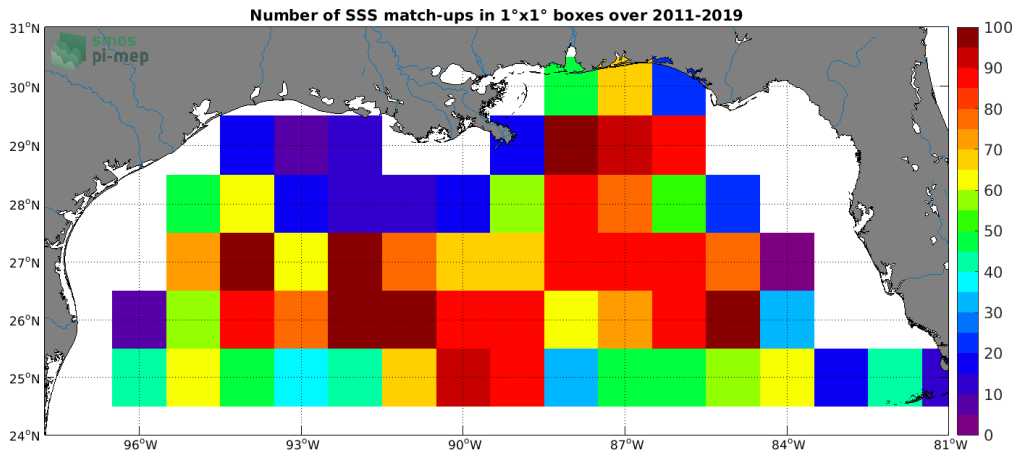 Number of SSS match-ups in 1°x1° boxes over 2011-2019
smos
pi-mep
31°N
30°N
29°N
28°N
27°N
26°N
25°N
24°N
96°W
93°W
90°W
87°W
84°W
81°W
100
90
80
70
60
50
40
30
20
10
0